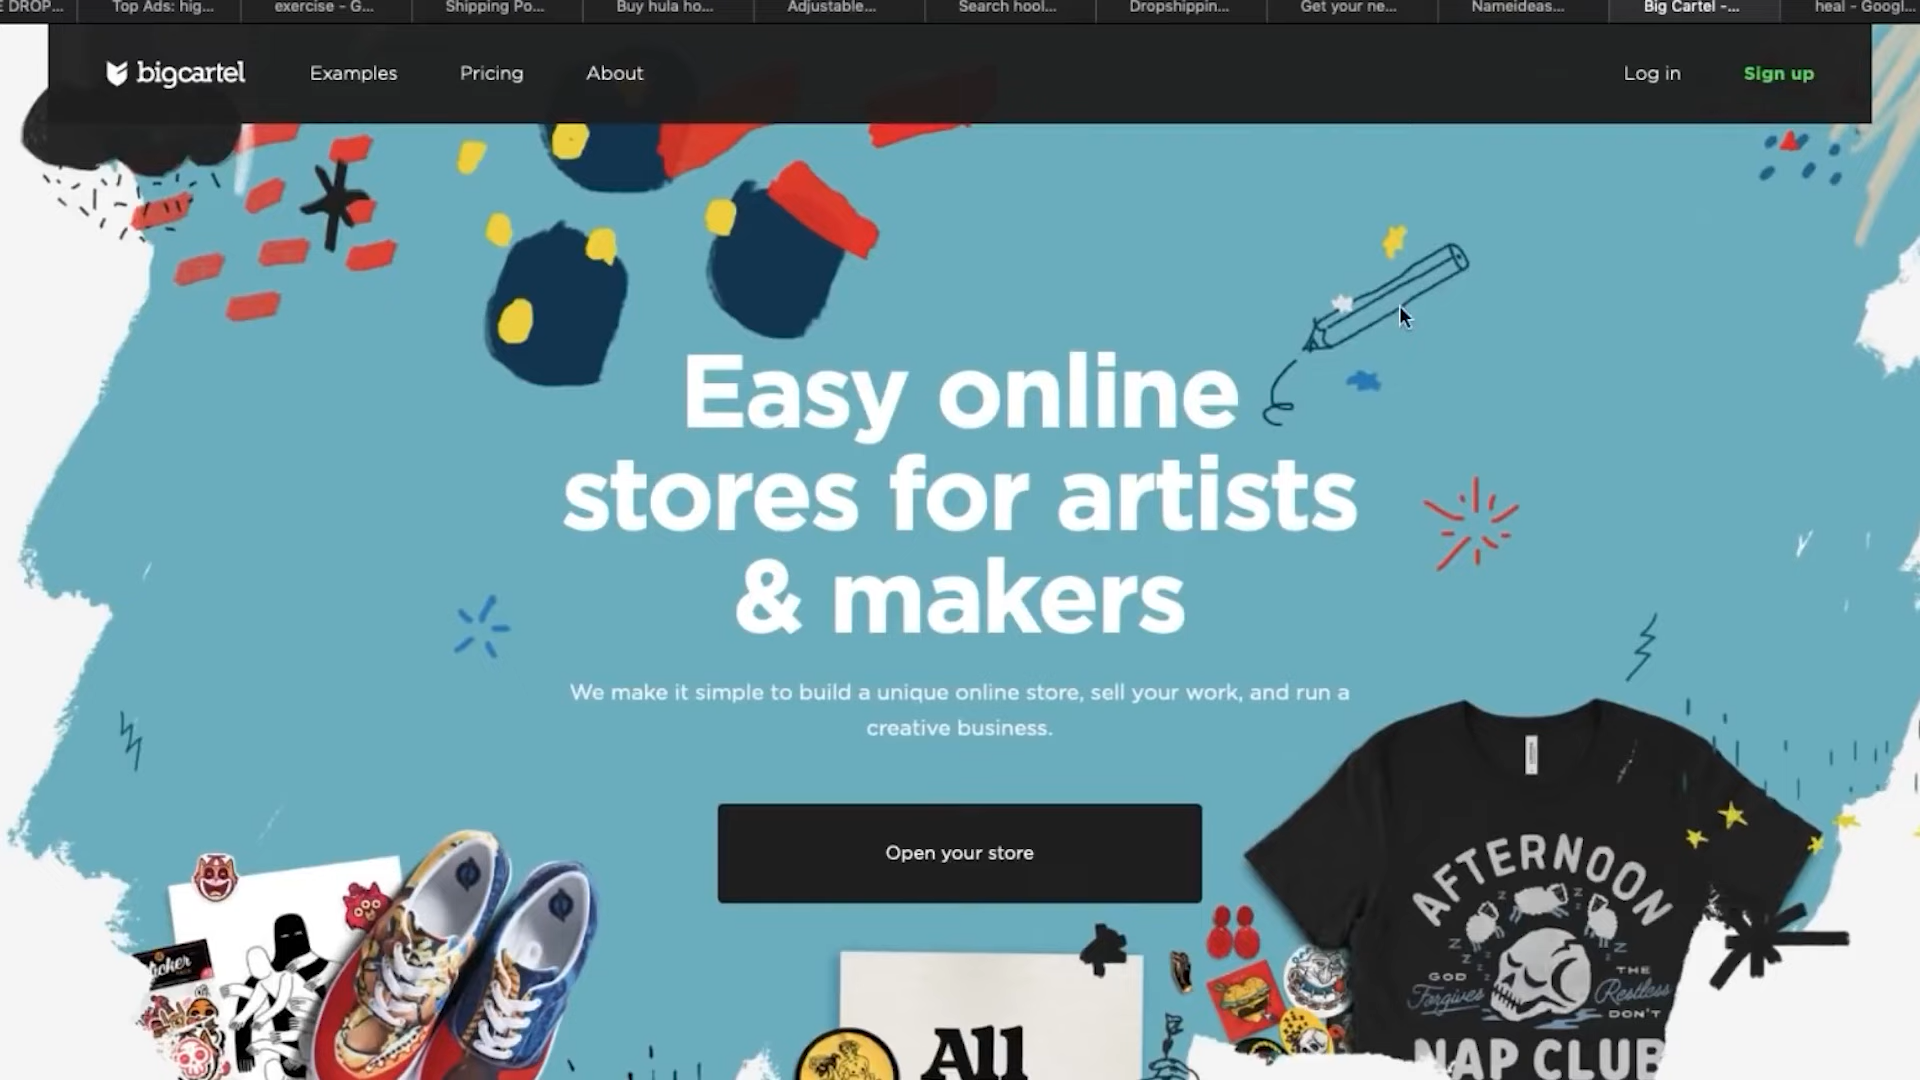 E DROP...
Top Ads: hig...
exercise - G...
Shipping Po...
Buy hula ho...
Adjustable...
Search hool...
Dropshippin...
Get your ne...
Nameideas...
Big Cartel -...
heal - Googl...
bigcartel
Examples
Pricing
About
Log in
Sign up
Easy online
stores for artists
& makers
We make it simple to build a unique online store, sell your work, and run a
creative business.
Open your store
AFTERNOON
GOD
Forgives
THE
Restless
DON'T
NAP CLUB
All